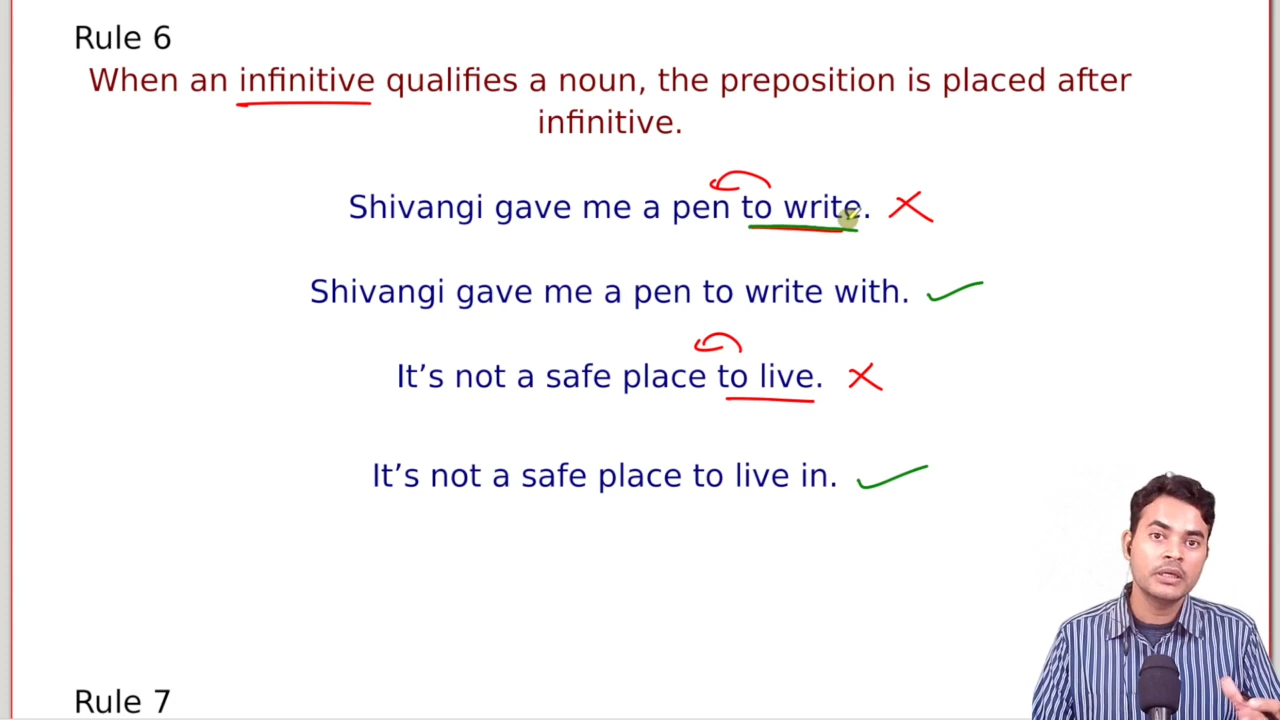 Rule 6
When an infinitive qualifies a noun, the preposition is placed after
infinitive.
Shivangi gave me a pen to write.
Shivangi gave me a pen to write with.
It’s not a safe place to live.
It’s not a safe place to live in.
Rule 7